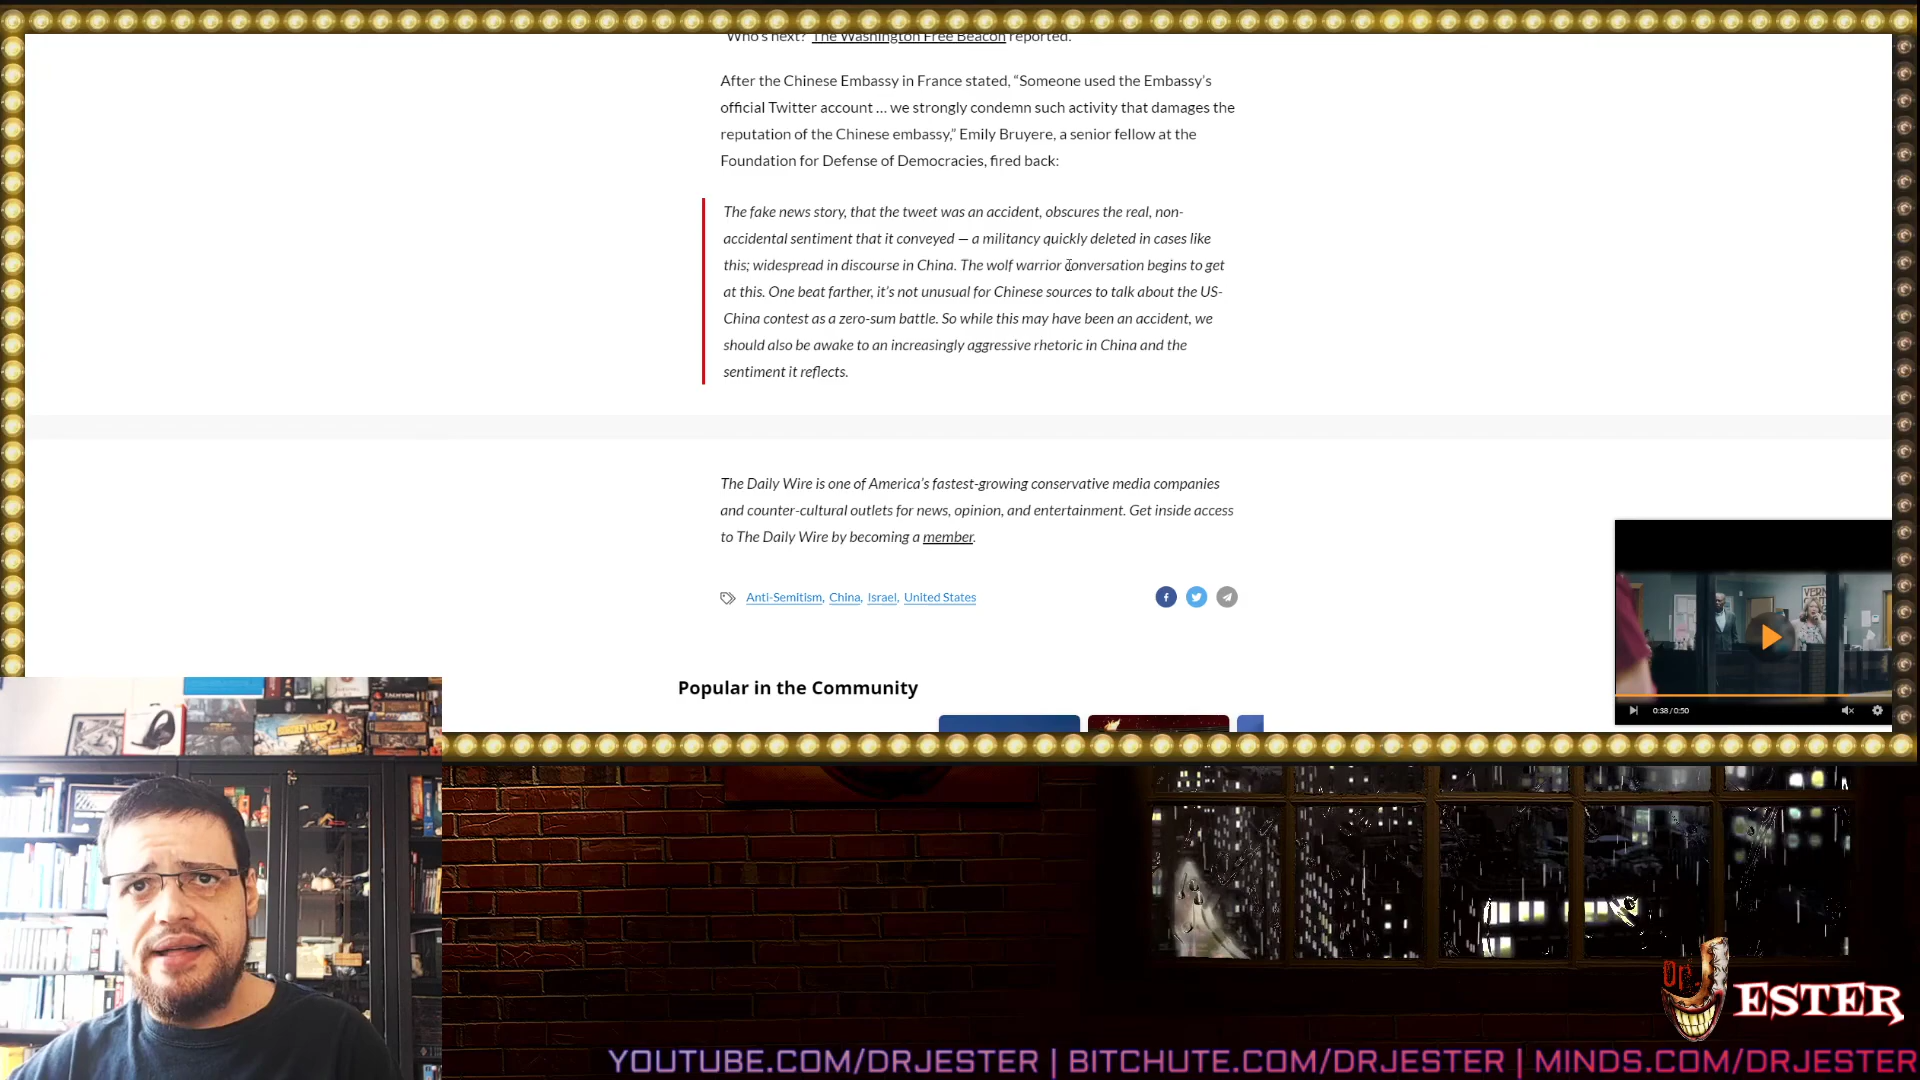 "Who's next?" The Washington Free Beacon reported.
After the Chinese Embassy in France stated, “Someone used the Embassy’s
official Twitter account … we strongly condemn such activity that damages the
reputation of the Chinese embassy,” Emily Bruyere, a senior fellow at the
Foundation for Defense of Democracies, fired back:
The fake news story, that the tweet was an accident, obscures the real, non-
accidental sentiment that it conveyed — a militancy quickly deleted in cases like
this; widespread in discourse in China. The wolf warrior conversation begins to get
at this. One beat farther, it’s not unusual for Chinese sources to talk about the US-
China contest as a zero-sum battle. So while this may have been an accident, we
should also be awake to an increasingly aggressive rhetoric in China and the
sentiment it reflects.
The Daily Wire is one of America’s fastest-growing conservative media companies
and counter-cultural outlets for news, opinion, and entertainment. Get inside access
to The Daily Wire by becoming a member.
Anti-Semitism, China, Israel, United States
Popular in the Community
0:38 / 0:50
BORDERLANDS 2
Dr. JESTER
YOUTUBE.COM/DRJESTER | BITCHUTE.COM/DRJESTER | MINDS.COM/DRJESTER